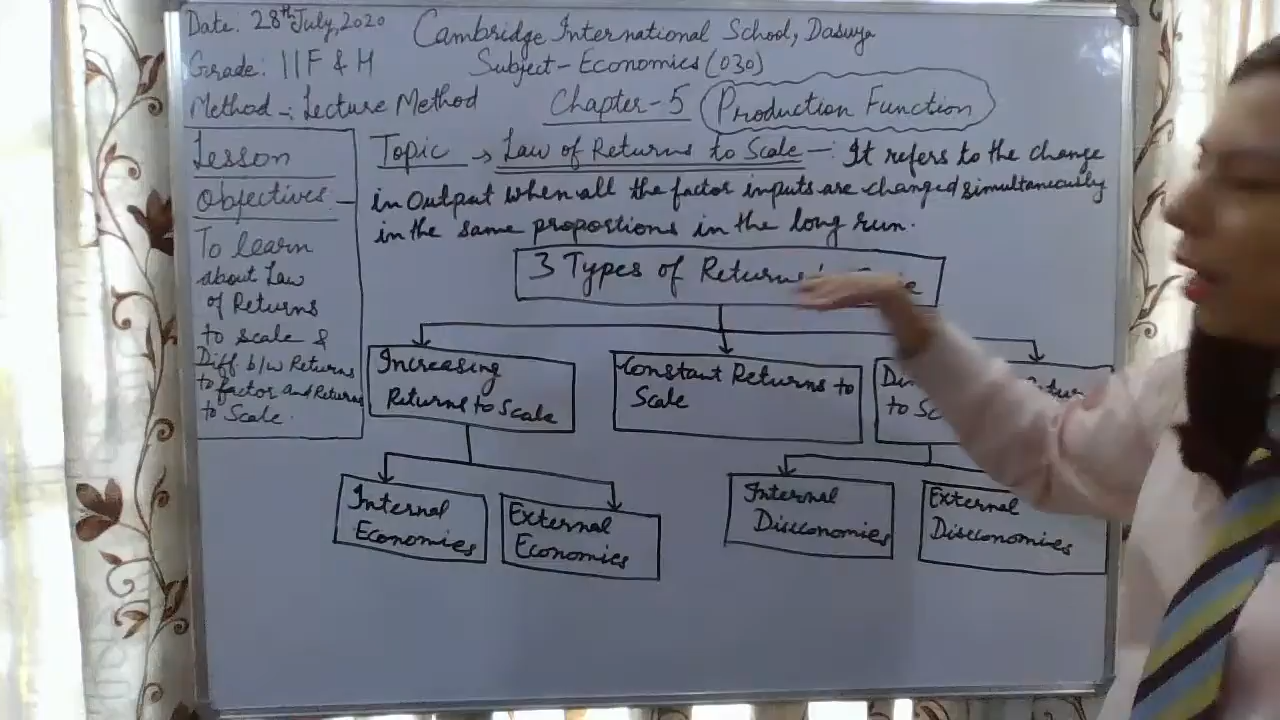 Date: 28th July, 2020
Cambridge International School, Dasuya
Grade: 11 F & H
Subject - Economics (030)
Method :- Lecture Method
Chapter-5 Production Function
Lesson
Objectives :-
To learn
about Law
of Returns
to scale &
Diff b/w Returns
to factor and Returns
to Scale.
Topic → Law of Returns to Scale - : It refers to the change
in output when all the factor inputs are changed simultaneously
in the same proportions in the long run.
3 Types of Returns
Increasing
Returns to Scale
Constant Returns to
Scale
to
Internal
Economies
External
Economies
Internal
Diseconomies
External
Diseconomies